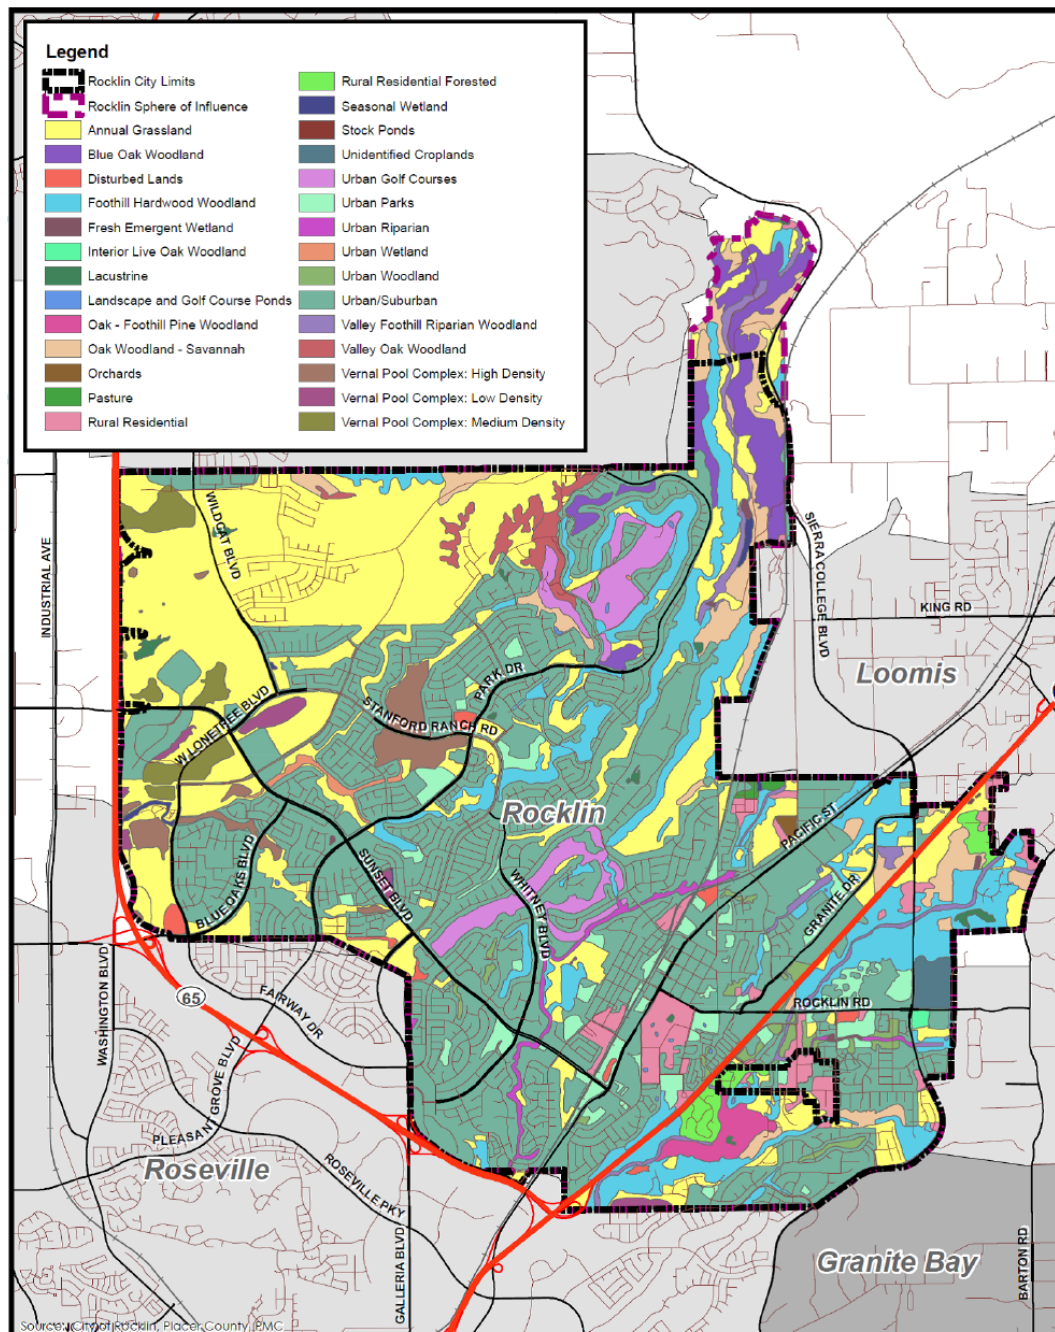 Legend
Rocklin City Limits
Rocklin Sphere of Influence
Annual Grassland
Blue Oak Woodland
Disturbed Lands
Foothill Hardwood Woodland
Fresh Emergent Wetland
Interior Live Oak Woodland
Lacustrine
Landscape and Golf Course Ponds
Oak - Foothill Pine Woodland
Oak Woodland - Savannah
Orchards
Pasture
Rural Residential
Rural Residential Forested
Seasonal Wetland
Stock Ponds
Unidentified Croplands
Urban Golf Courses
Urban Parks
Urban Riparian
Urban Wetland
Urban Woodland
Urban/Suburban
Valley Foothill Riparian Woodland
Valley Oak Woodland
Vernal Pool Complex: High Density
Vernal Pool Complex: Low Density
Vernal Pool Complex: Medium Density
WILDCAT BLVD
INDUSTRIAL AVE
SIERRA COLLEGE BLVD
KING RD
Loomis
PARK DR
STANFORD RANCH RD
W LONETREE BLVD
Rocklin
PACIFIC ST
BLUE OAKS BLVD
SUNSET BLVD
WHITNEY BLVD
GRANITE DR
WASHINGTON BLVD
65
FAIRWAY DR
ROCKLIN RD
PLEASANT GROVE BLVD
Roseville
ROSEVILLE PKY
GALLERIA BLVD
Granite Bay
BARTON RD
Source: City of Rocklin, Placer County, PMC